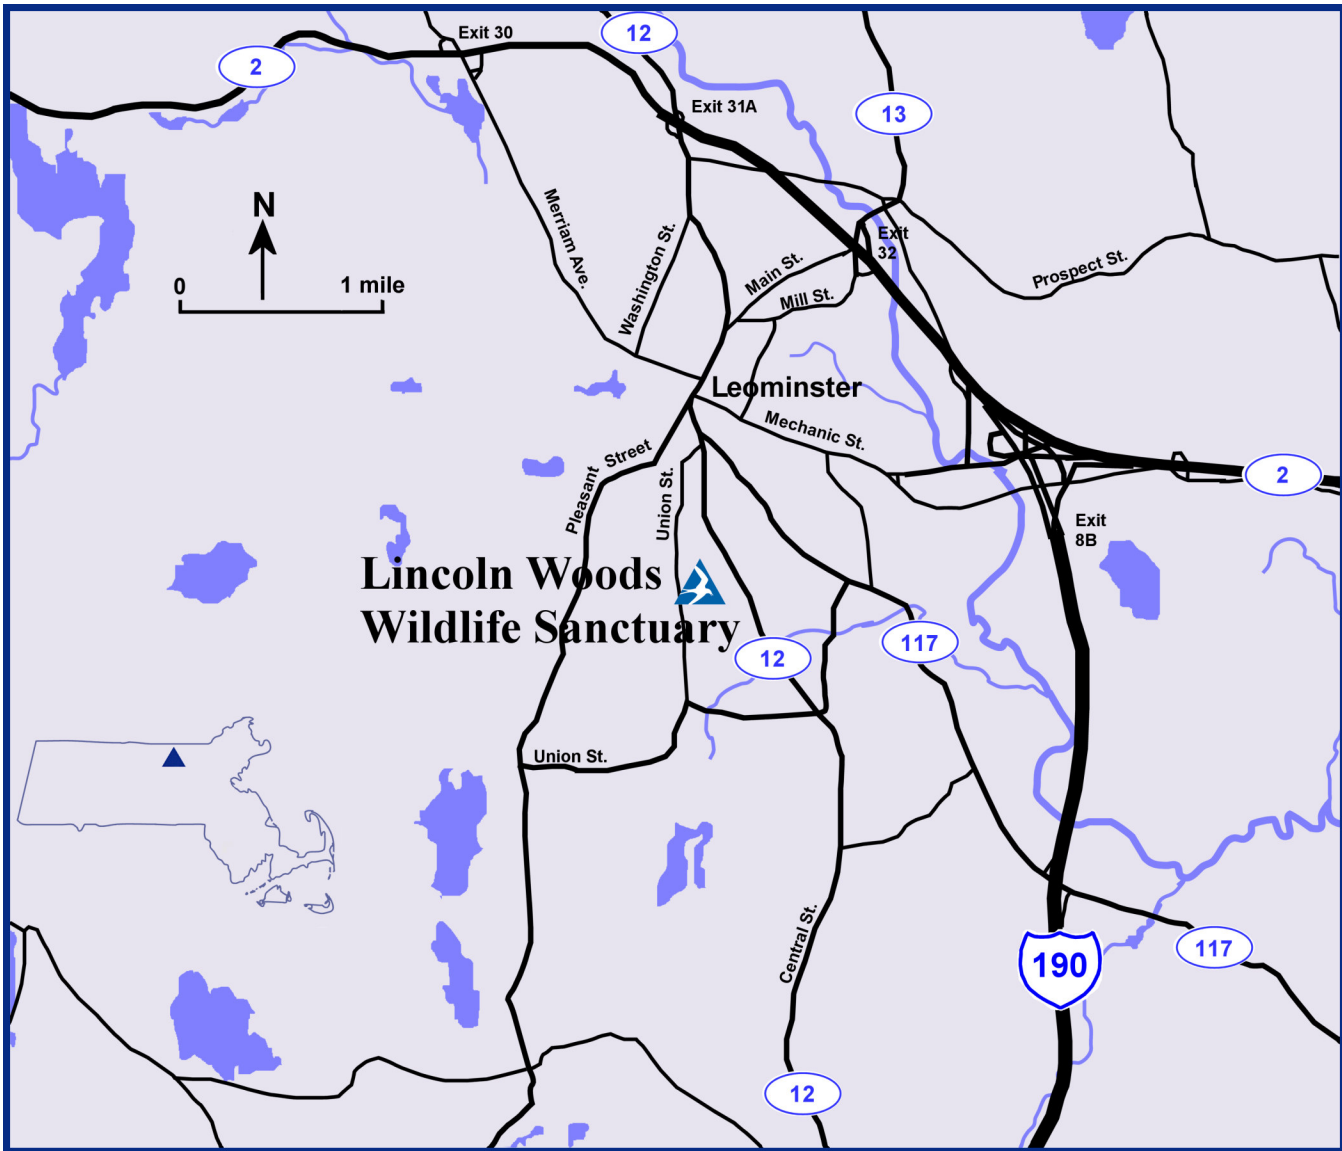 Exit 30
12
2
Exit 31A
13
N
0
1 mile
Merriam Ave.
Washington St.
Main St.
Mill St.
Exit
32
Prospect St.
Leominster
Mechanic St.
Pleasant Street
Union St.
2
Exit
8B
Lincoln Woods
Wildlife Sanctuary
12
117
Union St.
Central St.
190
117
12